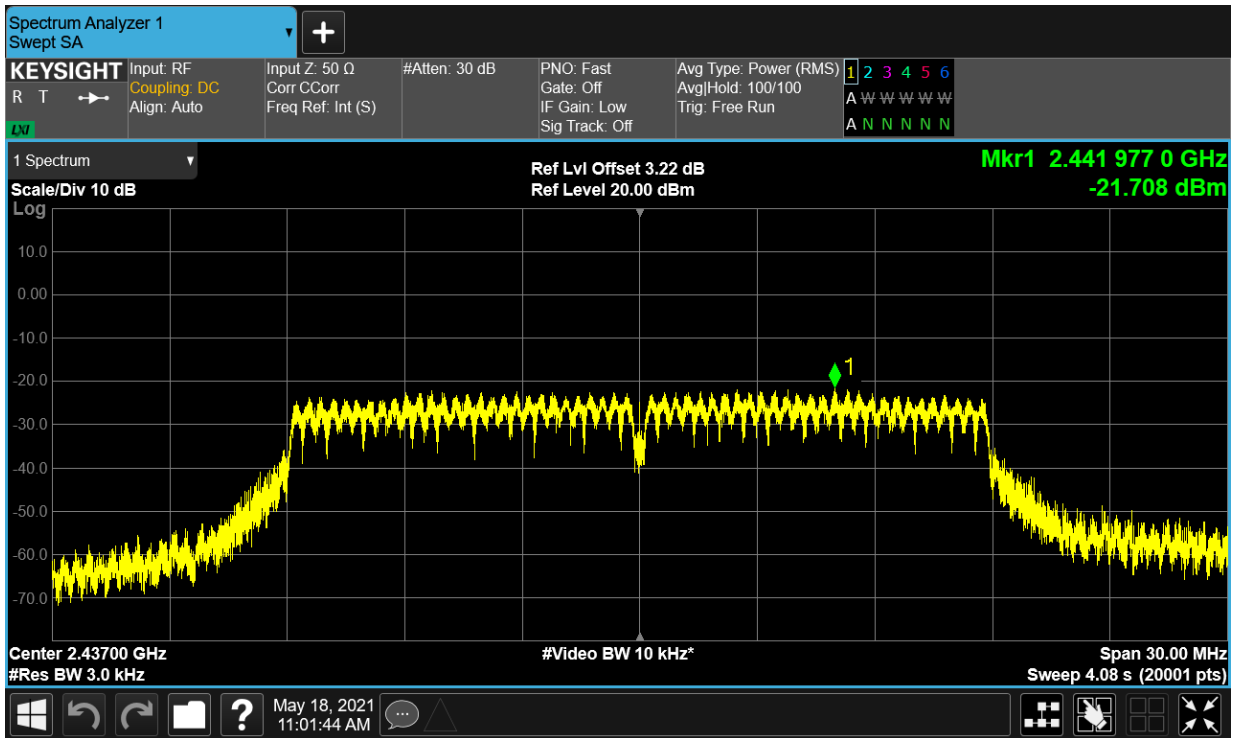 Spectrum Analyzer 1
Swept SA
▼
+
KEYSIGHT
R T
LXI
Input: RF
Coupling: DC
Align: Auto
Input Z: 50 Ω
Corr CCorr
Freq Ref: Int (S)
#Atten: 30 dB
PNO: Fast
Gate: Off
IF Gain: Low
Sig Track: Off
Avg Type: Power (RMS)
Avg|Hold: 100/100
Trig: Free Run
1 2 3 4 5 6
A W W W W W
A N N N N N
1 Spectrum ▼
Scale/Div 10 dB
Log
Ref Lvl Offset 3.22 dB
Ref Level 20.00 dBm
Mkr1 2.441 977 0 GHz
-21.708 dBm
10.0
0.00
-10.0
-20.0
-30.0
-40.0
-50.0
-60.0
-70.0
1
Center 2.43700 GHz
#Res BW 3.0 kHz
#Video BW 10 kHz*
Span 30.00 MHz
Sweep 4.08 s (20001 pts)
?
May 18, 2021
11:01:44 AM